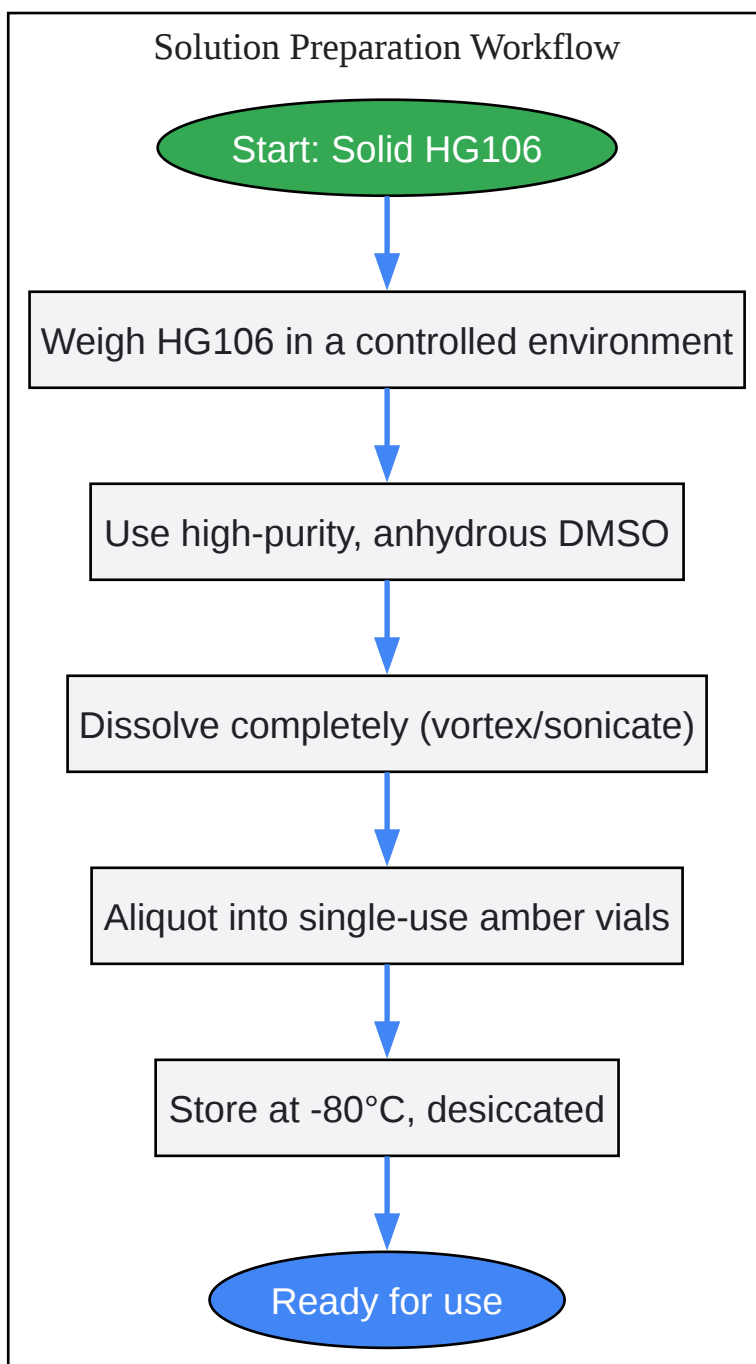 Solution Preparation Workflow
Start: Solid HG106
Weigh HG106 in a controlled environment
Use high-purity, anhydrous DMSO
Dissolve completely (vortex/sonicate)
Aliquot into single-use amber vials
Store at -80°C, desiccated
Ready for use